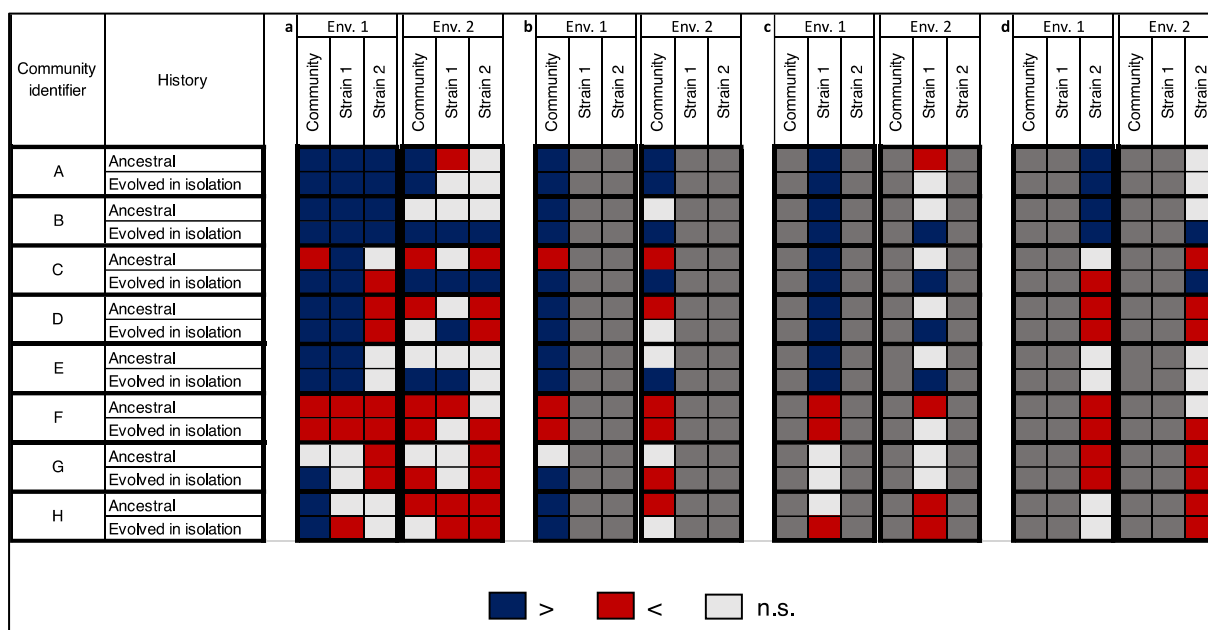 a Env. 1 Env. 2 b Env. 1 Env. 2 c Env. 1 Env. 2 d Env. 1 Env. 2
Community identifier History Community Strain 1 Strain 2 Community Strain 1 Strain 2 Community Strain 1 Strain 2 Community Strain 1 Strain 2 Community Strain 1 Strain 2 Community Strain 1 Strain 2 Community Strain 1 Strain 2 Community Strain 1 Strain 2
A Ancestral
Evolved in isolation
B Ancestral
Evolved in isolation
C Ancestral
Evolved in isolation
D Ancestral
Evolved in isolation
E Ancestral
Evolved in isolation
F Ancestral
Evolved in isolation
G Ancestral
Evolved in isolation
H Ancestral
Evolved in isolation
> < n.s.